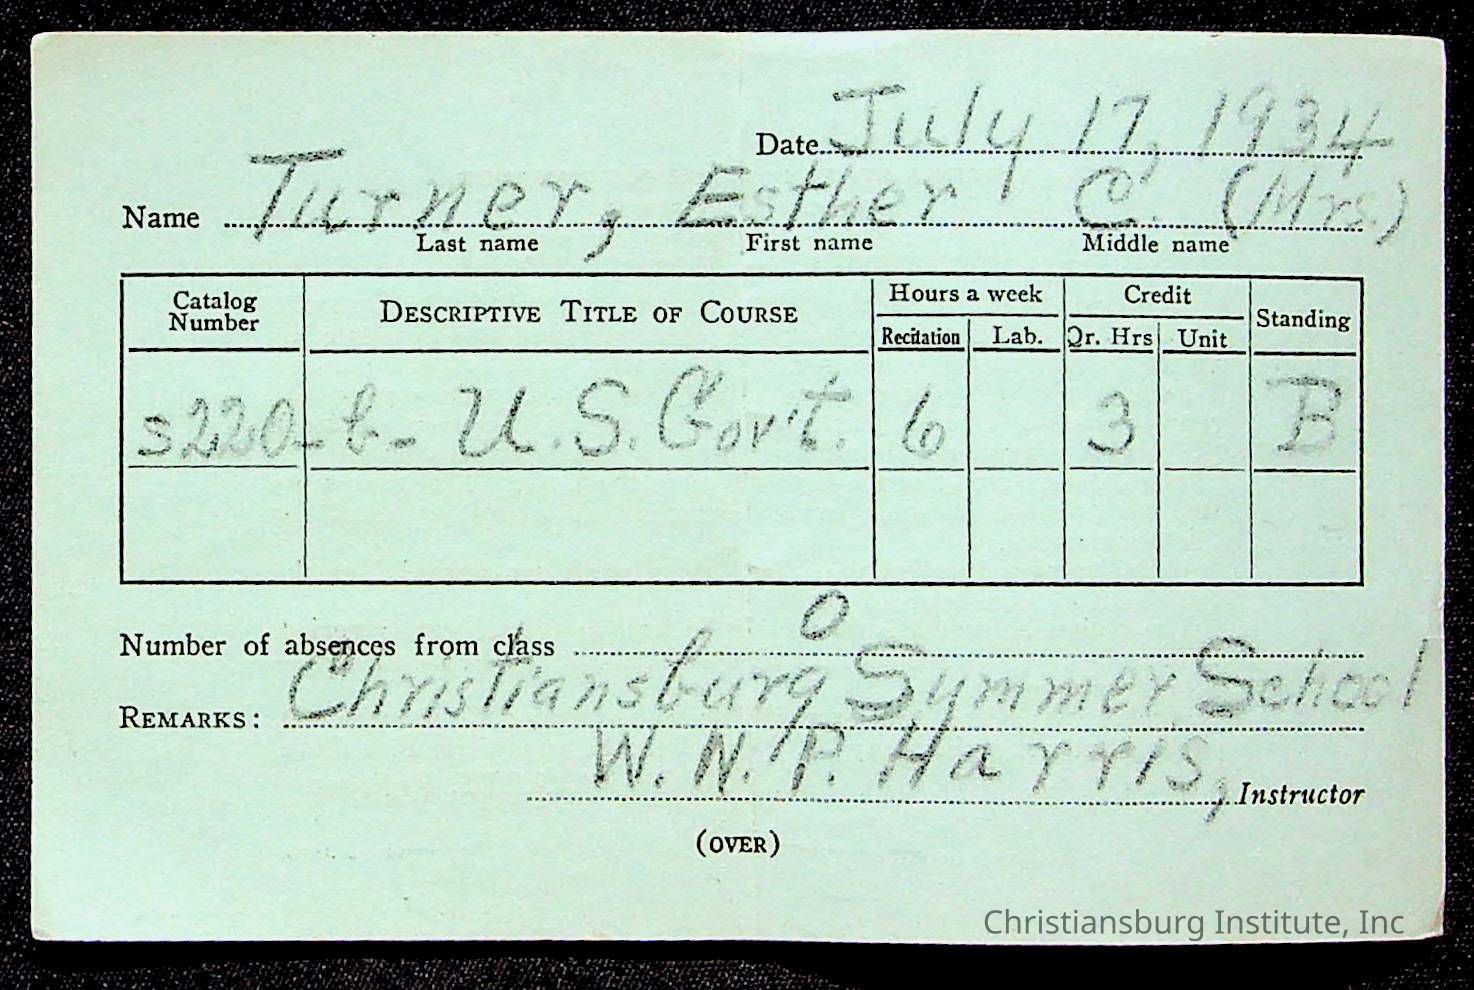 Date July 17, 1934
Name Turner, Esther C. (Mrs.)
Last name First name Middle name
Catalog Number DESCRIPTIVE TITLE OF COURSE Hours a week Credit Standing
Recitation Lab. Qr. Hrs Unit
s220-b- U.S. Gov't. 6 3 B
Number of absences from class 0
REMARKS: Christiansburg Summer School
W. N. P. Harris, Instructor
(OVER)
Christiansburg Institute, Inc